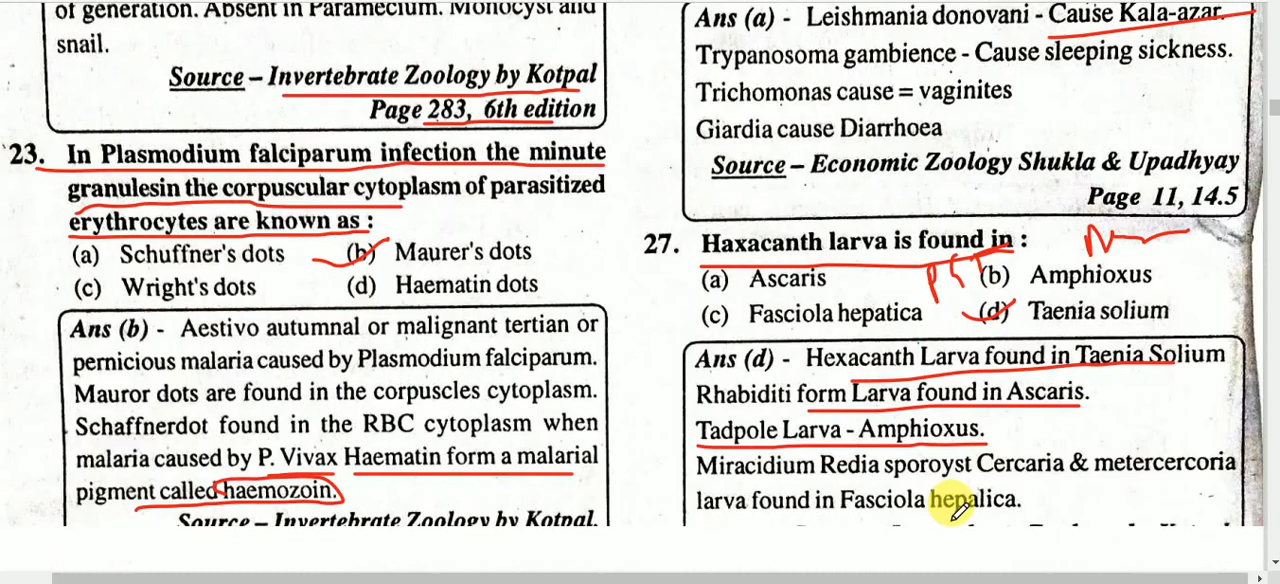 of generation. Absent in Paramecium. Monocyst and
snail.
Source – Invertebrate Zoology by Kotpal
Page 283, 6th edition
23. In Plasmodium falciparum infection the minute
granulesin the corpuscular cytoplasm of parasitized
erythrocytes are known as :
(a) Schuffner's dots (b) Maurer's dots
(c) Wright's dots (d) Haematin dots
Ans (b) - Aestivo autumnal or malignant tertian or
pernicious malaria caused by Plasmodium falciparum.
Mauror dots are found in the corpuscles cytoplasm.
Schaffnerdot found in the RBC cytoplasm when
malaria caused by P. Vivax Haematin form a malarial
pigment called haemozoin.
Source – Invertebrate Zoology by Kotpal,
Ans (a) - Leishmania donovani - Cause Kala-azar.
Trypanosoma gambience - Cause sleeping sickness.
Trichomonas cause = vaginites
Giardia cause Diarrhoea
Source – Economic Zoology Shukla & Upadhyay
Page 11, 14.5
27. Haxacanth larva is found in :
(a) Ascaris (b) Amphioxus
(c) Fasciola hepatica (d) Taenia solium
Ans (d) - Hexacanth Larva found in Taenia Solium
Rhabiditi form Larva found in Ascaris.
Tadpole Larva - Amphioxus.
Miracidium Redia sporoyst Cercaria & metercercoria
larva found in Fasciola hepalica.